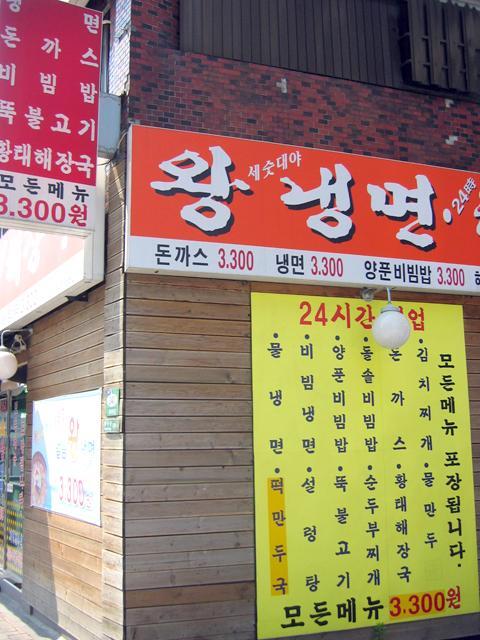 냉 면
돈 까 스
비 빔 밥
뚝 불 고 기
황태해장국
모든메뉴
3.300원
왕 세숫대야 냉 면 · 24時
돈까스 3.300 냉면 3.300 양푼비빔밥 3.300
24시간 영업
모든메뉴 포장됩니다.
•김치찌개 •물만두
•돈까스 •황태해장국
•돌솥비빔밥 •순두부찌개
•양푼비빔밥 •뚝불고기
•비빔냉면 •설렁탕
•물냉면 •떡만두국
모든메뉴 3.300원
왕
3.300